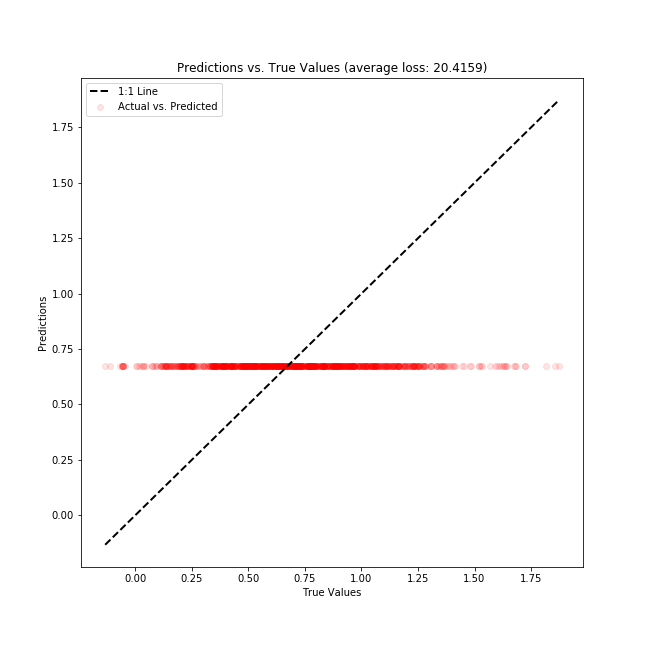 Predictions vs. True Values (average loss: 20.4159)
1:1 Line
Actual vs. Predicted
1.75
1.50
1.25
1.00
0.75
0.50
0.25
0.00
Predictions
0.00 0.25 0.50 0.75 1.00 1.25 1.50 1.75
True Values